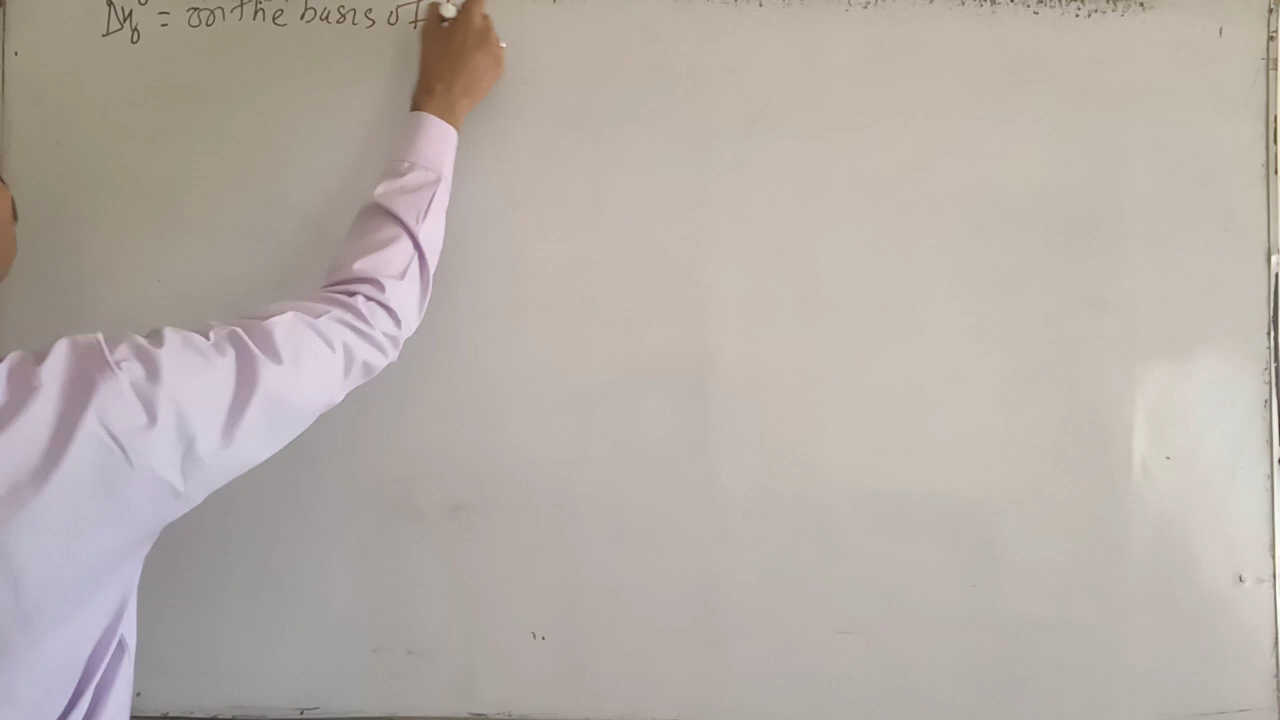 = on the basis of